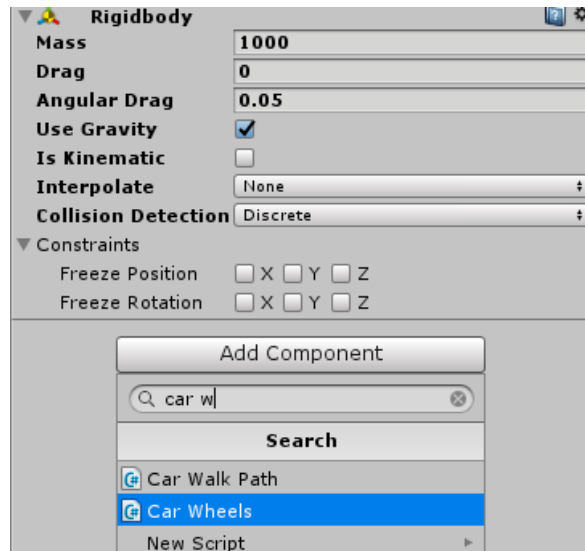 Rigidbody
Mass 1000
Drag 0
Angular Drag 0.05
Use Gravity
Is Kinematic
Interpolate None
Collision Detection Discrete
Constraints
Freeze Position X Y Z
Freeze Rotation X Y Z
Add Component
car w
Search
Car Walk Path
Car Wheels
New Script